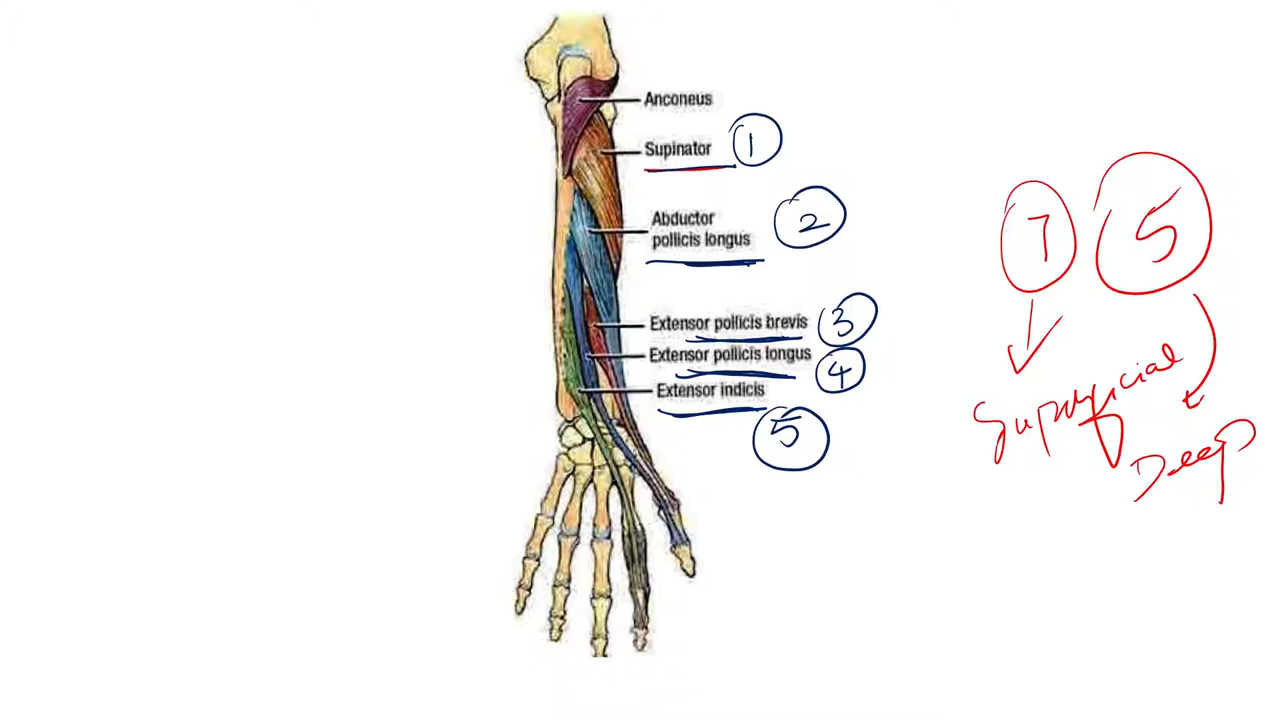 Anconeus
Supinator 1
Abductor
pollicis longus 2
Extensor pollicis brevis 3
Extensor pollicis longus 4
Extensor indicis
5
7 5
Superficial
Deep